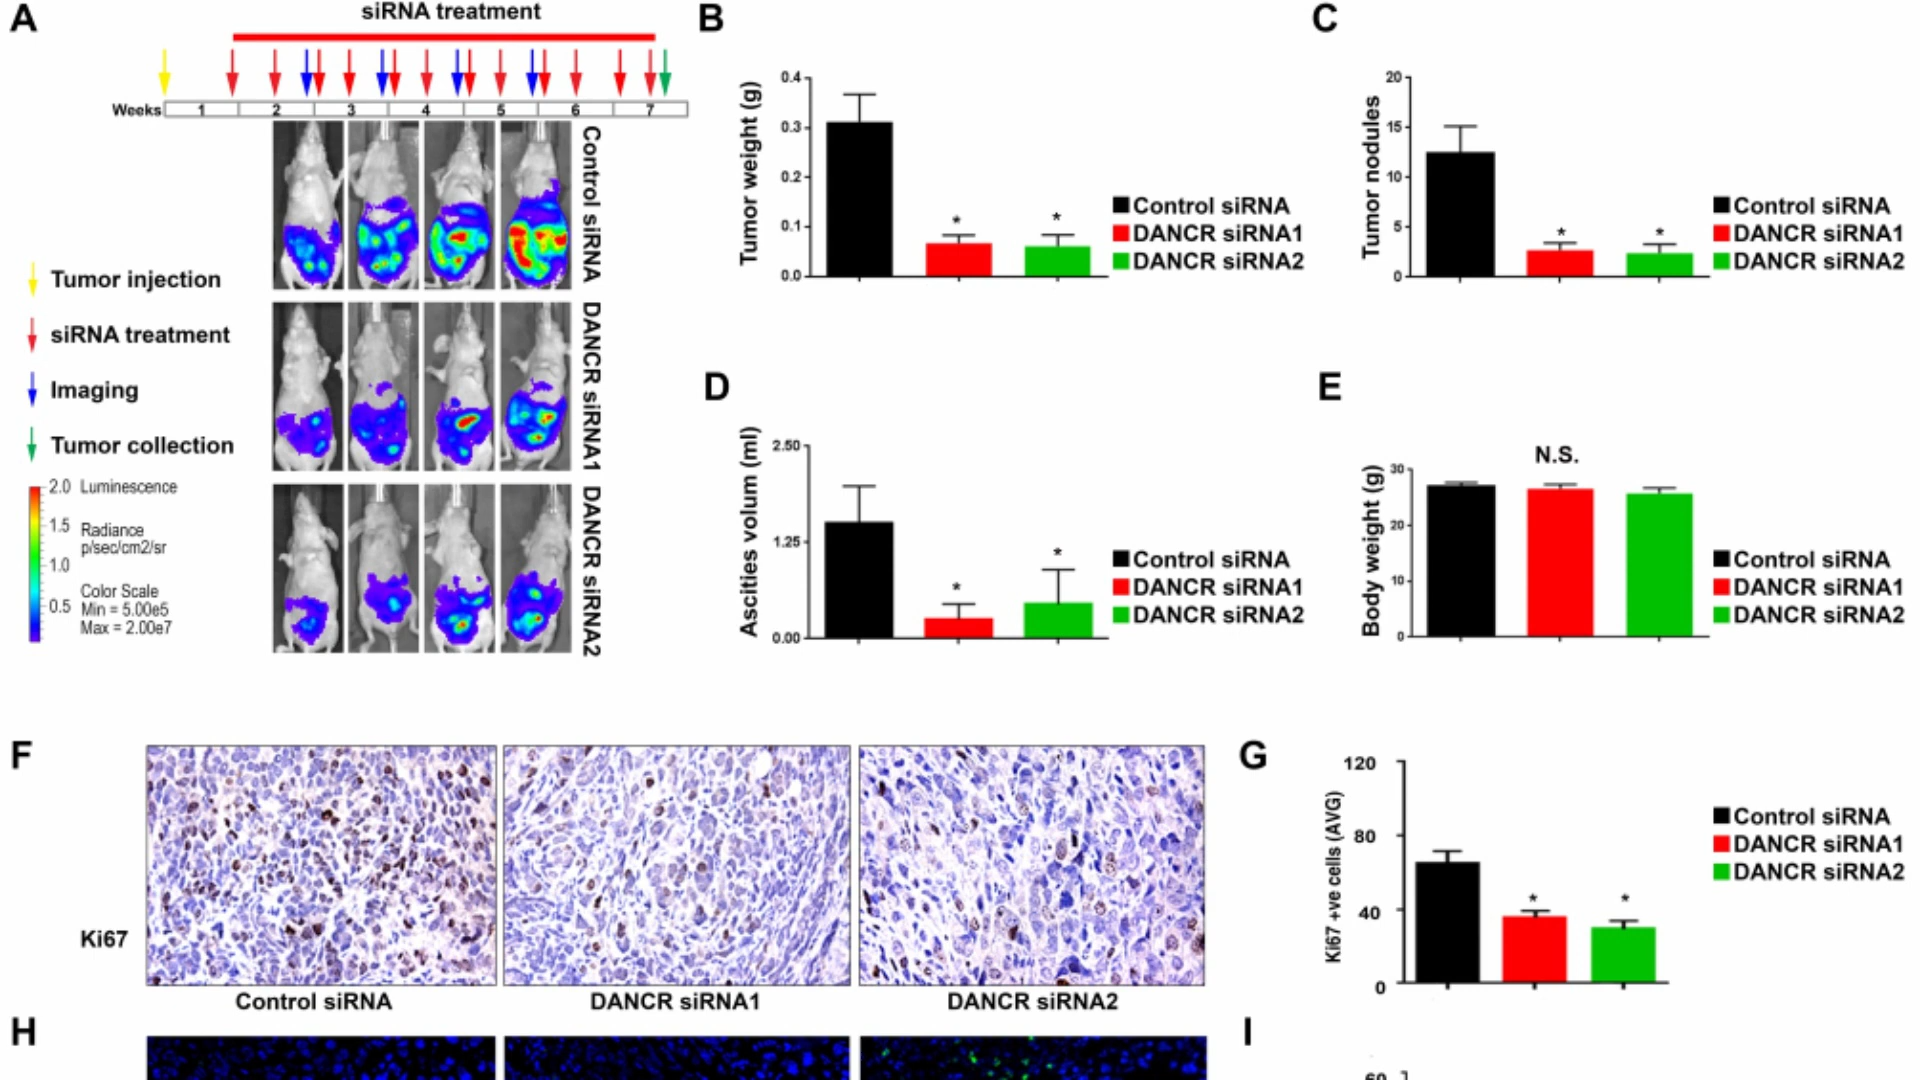 A
siRNA treatment
Weeks 1 2 3 4 5 6 7
Control siRNA
DANCR siRNA1
DANCR siRNA2
Tumor injection
siRNA treatment
Imaging
Tumor collection
2.0
1.5
1.0
0.5
Luminescence
Radiance
p/sec/cm2/sr
Color Scale
Min = 5.00e5
Max = 2.00e7
B
Tumor weight (g)
0.4
0.3
0.2
0.1
0.0
*
*
Control siRNA
DANCR siRNA1
DANCR siRNA2
C
Tumor nodules
20
15
10
5
0
*
*
Control siRNA
DANCR siRNA1
DANCR siRNA2
D
Ascities volum (ml)
2.50
1.25
0.00
*
*
Control siRNA
DANCR siRNA1
DANCR siRNA2
E
Body weight (g)
30
20
10
0
N.S.
Control siRNA
DANCR siRNA1
DANCR siRNA2
F
Ki67
Control siRNA
DANCR siRNA1
DANCR siRNA2
G
Ki67 +ve cells (AVG)
120
80
40
0
*
*
Control siRNA
DANCR siRNA1
DANCR siRNA2
H
I
60